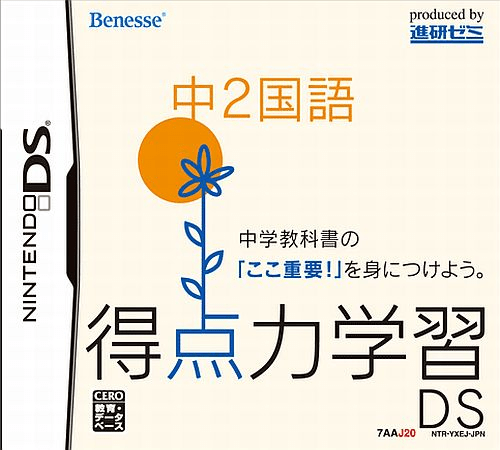 Benesse®
produced by
進研ゼミ
中2国語
NINTENDO DS®
中学教科書の
「ここ重要!」を身につけよう。
得点力学習
DS
CERO
教育・
データ
ベース
7AAJ20
NTR-YXEJ-JPN